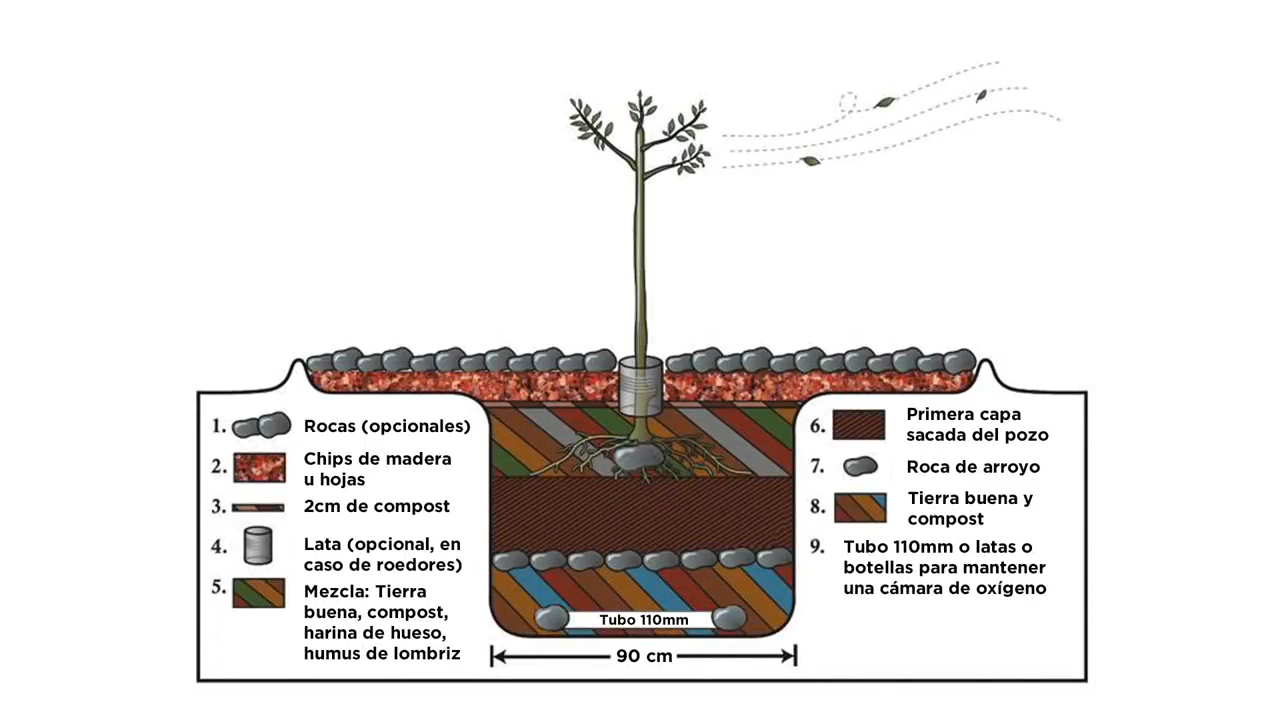 1. Rocas (opcionales)
2. Chips de madera
u hojas
3. 2cm de compost
4. Lata (opcional, en
caso de roedores)
5. Mezcla: Tierra
buena, compost,
harina de hueso,
humus de lombriz
6. Primera capa
sacada del pozo
7. Roca de arroyo
8. Tierra buena y
compost
9. Tubo 110mm o latas o
botellas para mantener
una cámara de oxígeno
Tubo 110mm
90 cm